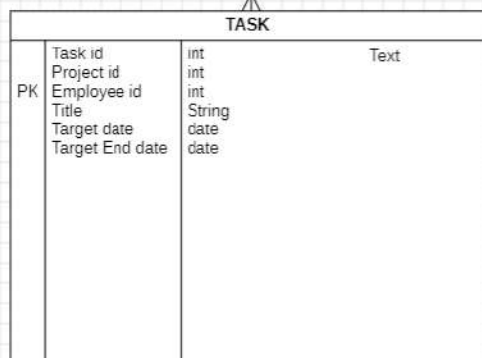 TASK
Task id int Text
Project id int
PK Employee id int
Title String
Target date date
Target End date date